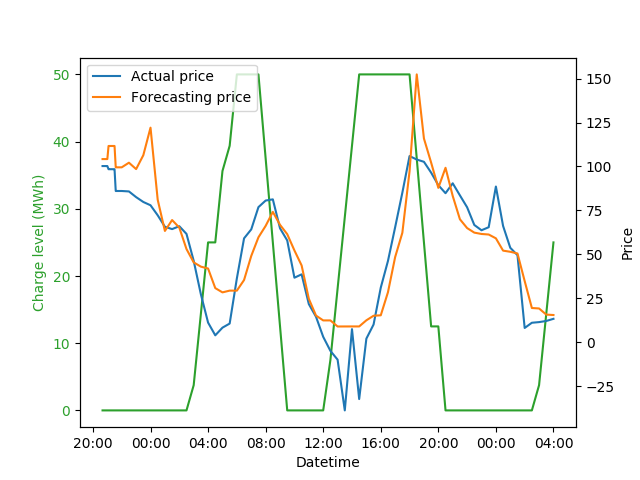 Actual price
Forecasting price
50
40
30
20
10
0
Charge level (MWh)
150
125
100
75
50
25
0
−25
Price
20:00 00:00 04:00 08:00 12:00 16:00 20:00 00:00 04:00
Datetime